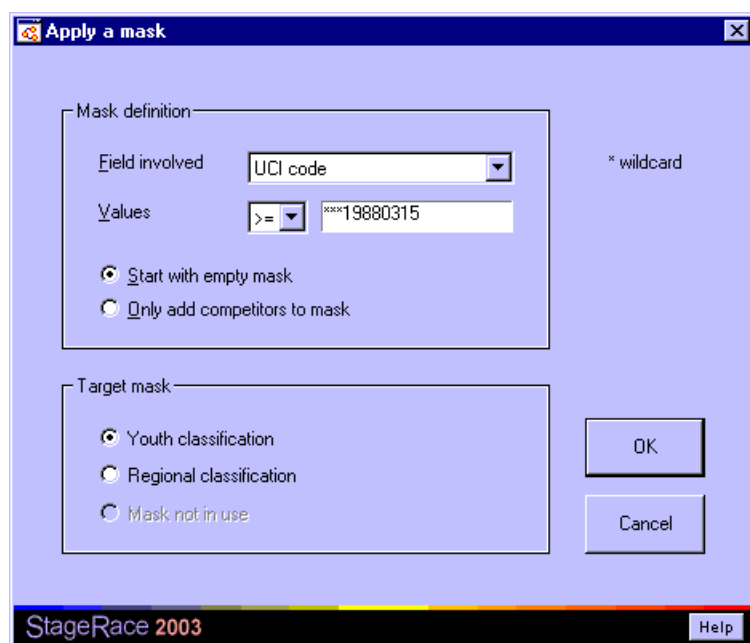 Apply a mask
Mask definition
Field involved
UCI code
* wildcard
Values
>=
***19880315
Start with empty mask
Only add competitors to mask
Target mask
Youth classification
Regional classification
Mask not in use
OK
Cancel
StageRace 2003
Help